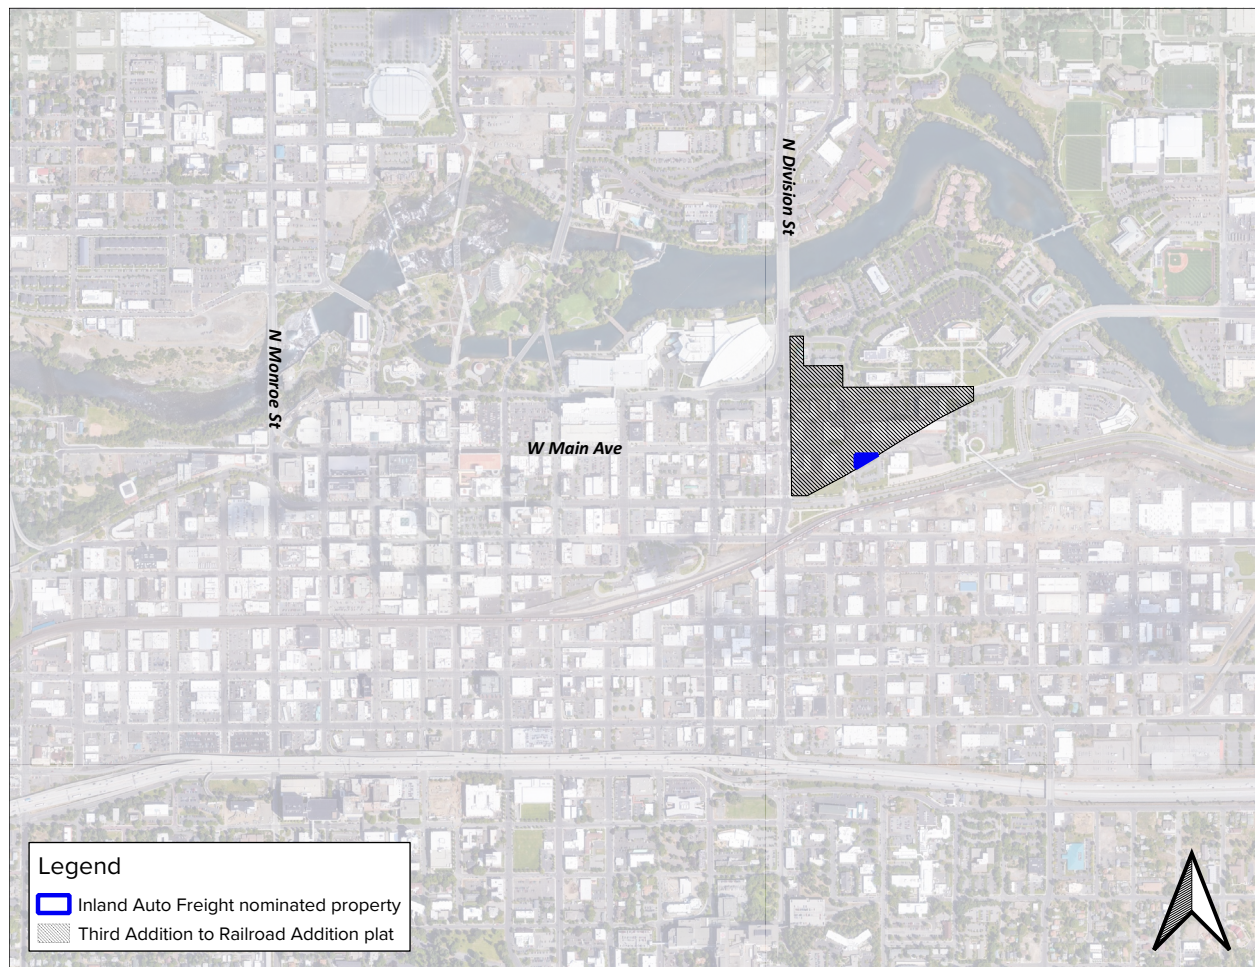 N Division St
N Monroe St
W Main Ave
Legend
Inland Auto Freight nominated property
Third Addition to Railroad Addition plat